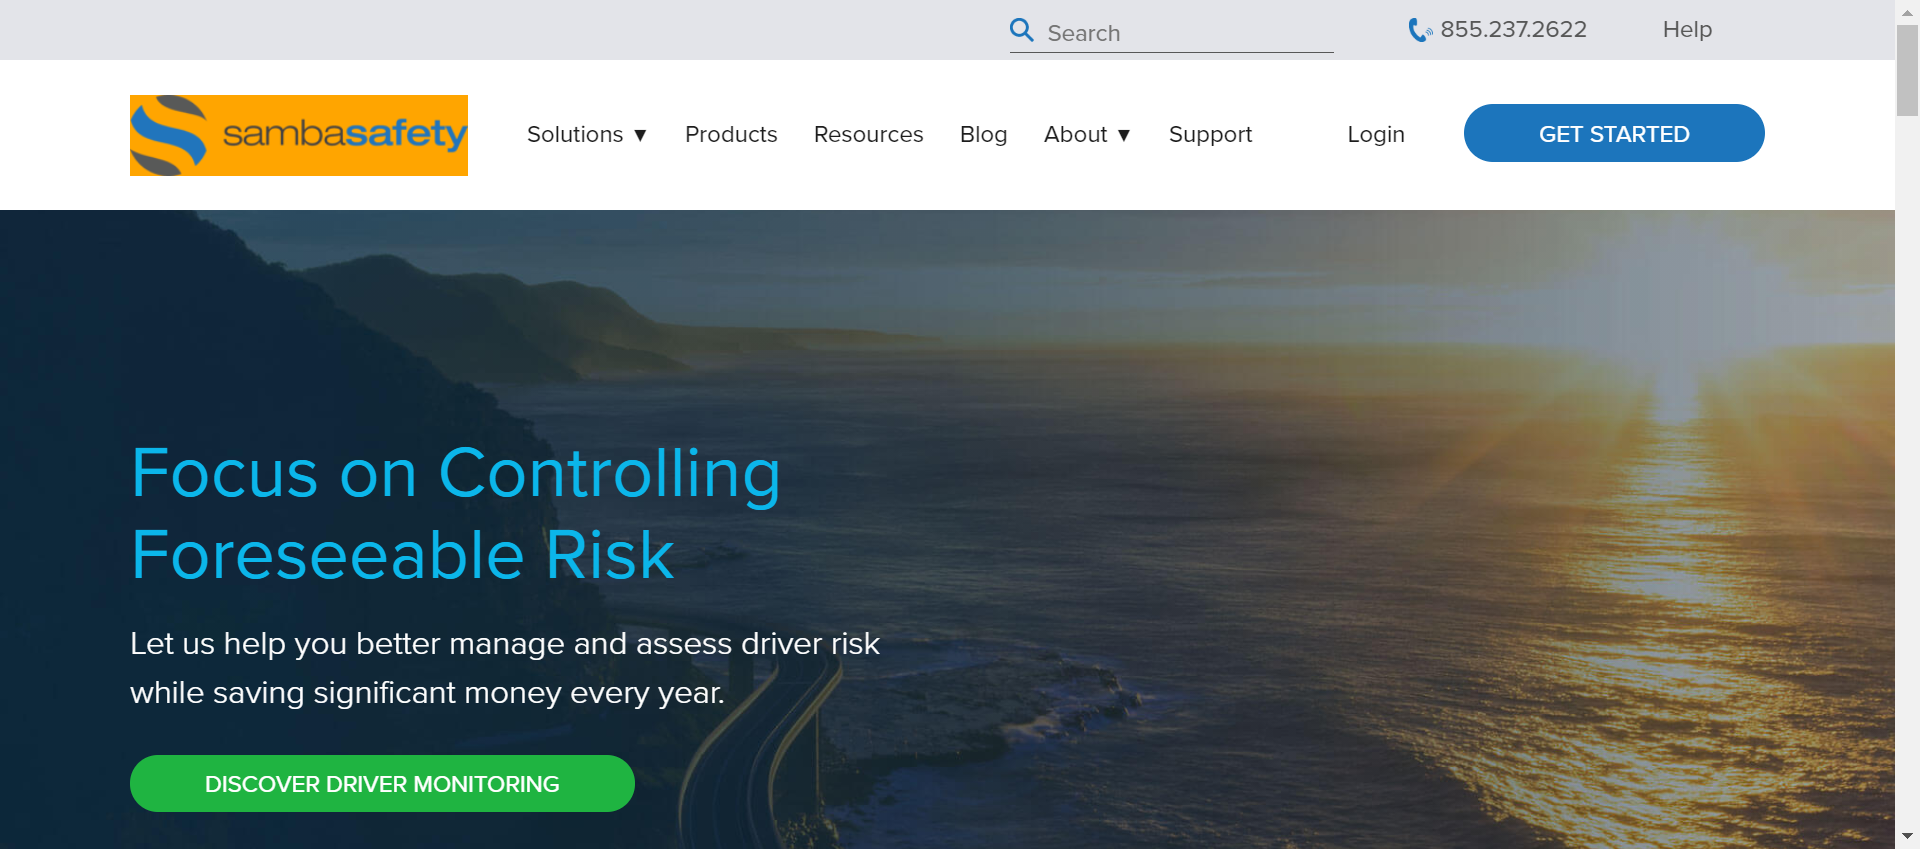 Search
855.237.2622
Help
sambasafety
Solutions ▼
Products
Resources
Blog
About ▼
Support
Login
GET STARTED
Focus on Controlling
Foreseeable Risk
Let us help you better manage and assess driver risk
while saving significant money every year.
DISCOVER DRIVER MONITORING